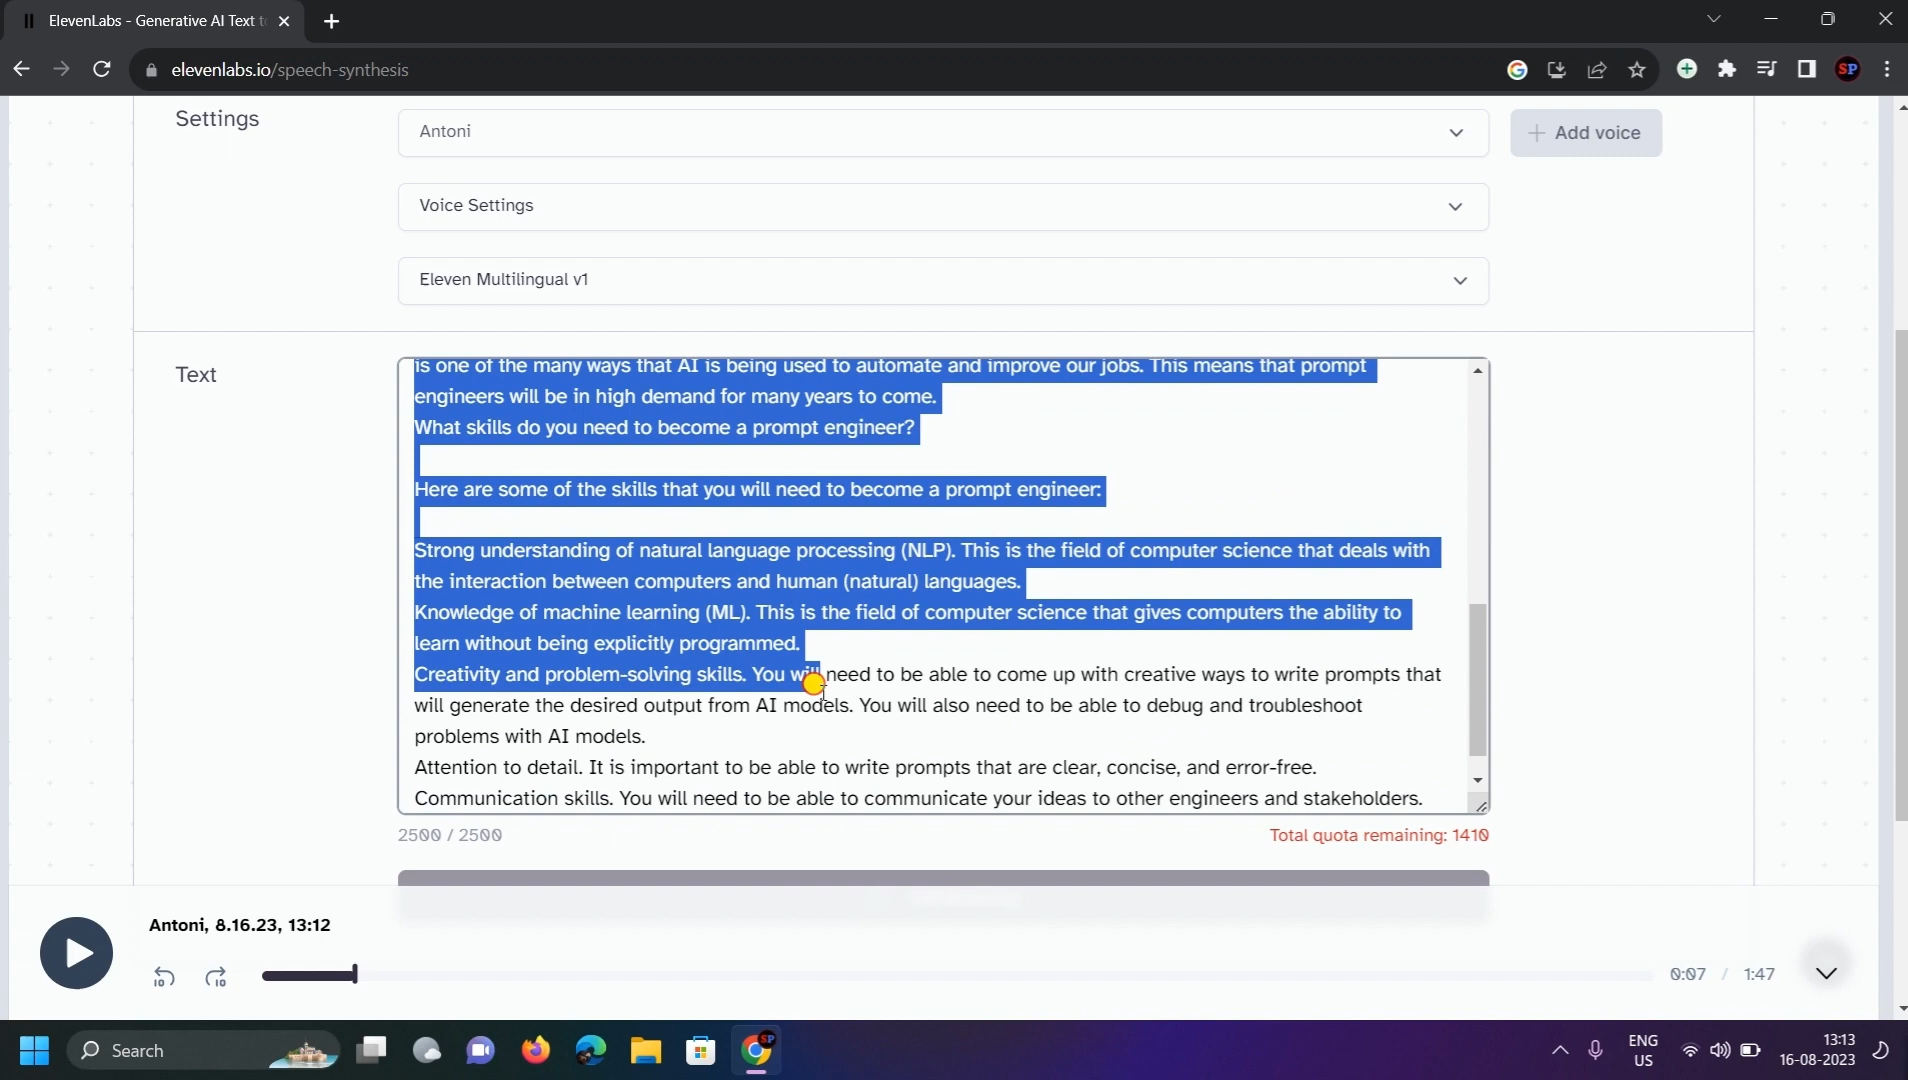 ElevenLabs - Generative AI Text t
elevenlabs.io/speech-synthesis
SP
Settings
Antoni
Add voice
Voice Settings
Eleven Multilingual v1
Text
is one of the many ways that AI is being used to automate and improve our jobs. This means that prompt
engineers will be in high demand for many years to come.
What skills do you need to become a prompt engineer?
Here are some of the skills that you will need to become a prompt engineer:
Strong understanding of natural language processing (NLP). This is the field of computer science that deals with
the interaction between computers and human (natural) languages.
Knowledge of machine learning (ML). This is the field of computer science that gives computers the ability to
learn without being explicitly programmed.
Creativity and problem-solving skills. You will need to be able to come up with creative ways to write prompts that
will generate the desired output from AI models. You will also need to be able to debug and troubleshoot
problems with AI models.
Attention to detail. It is important to be able to write prompts that are clear, concise, and error-free.
Communication skills. You will need to be able to communicate your ideas to other engineers and stakeholders.
2500 / 2500
Total quota remaining: 1410
Antoni, 8.16.23, 13:12
10
10
0:07 / 1:47
Search
SP
ENG
US
13:13
16-08-2023